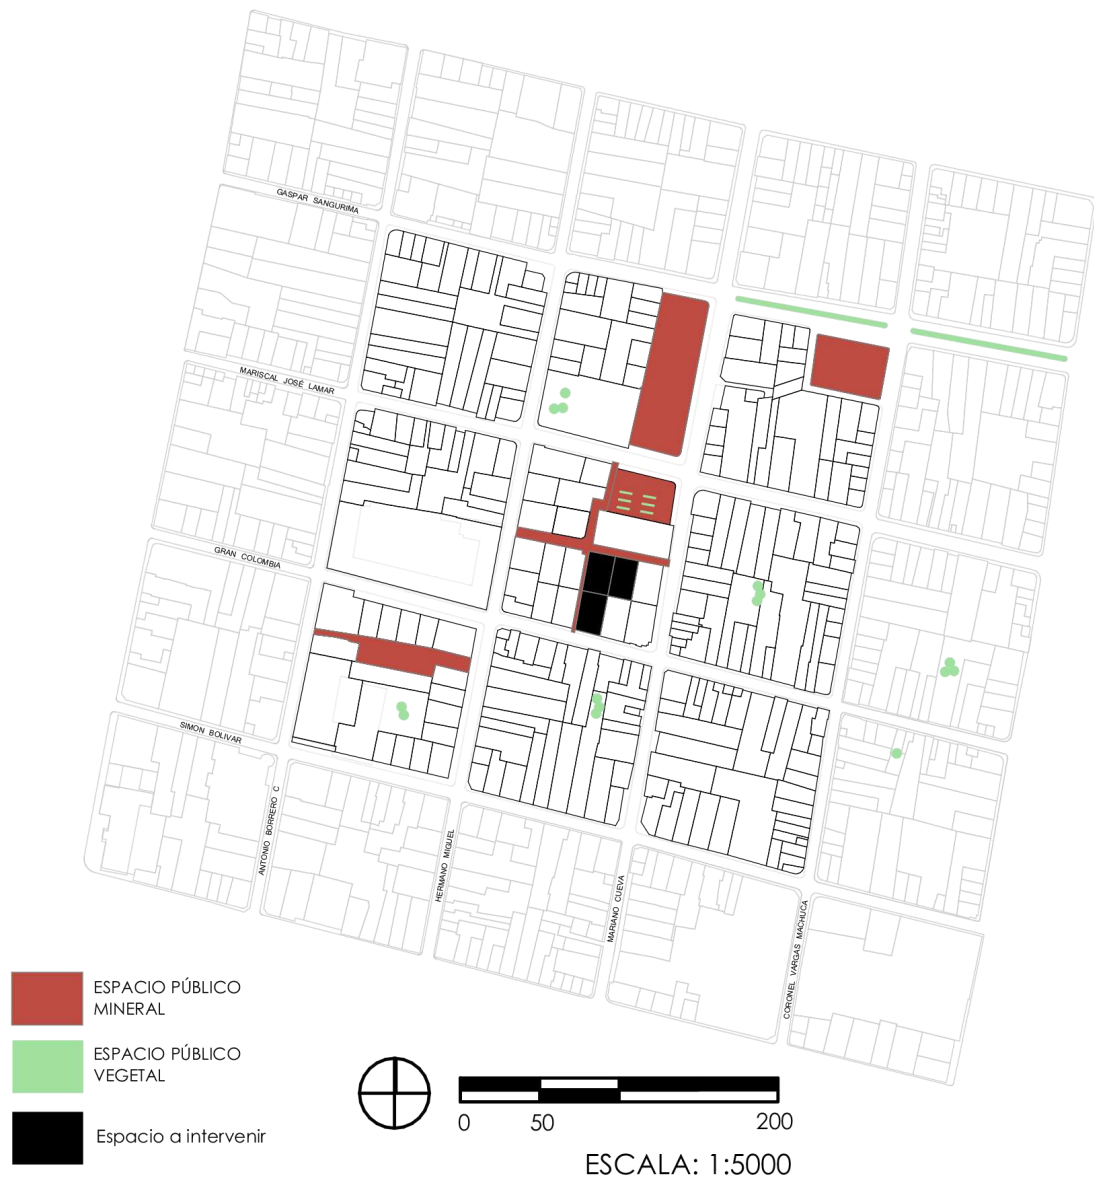 GASPAR SANGURIMA
MARISCAL JOSÉ LAMAR
GRAN COLOMBIA
SIMON BOLIVAR
ANTONIO BORRERO C
HERMANO MIGUEL
MARIANO CUEVA
CORONEL VARGAS MACHUCA
ESPACIO PÚBLICO
MINERAL
ESPACIO PÚBLICO
VEGETAL
Espacio a intervenir
0 50 200
ESCALA: 1:5000